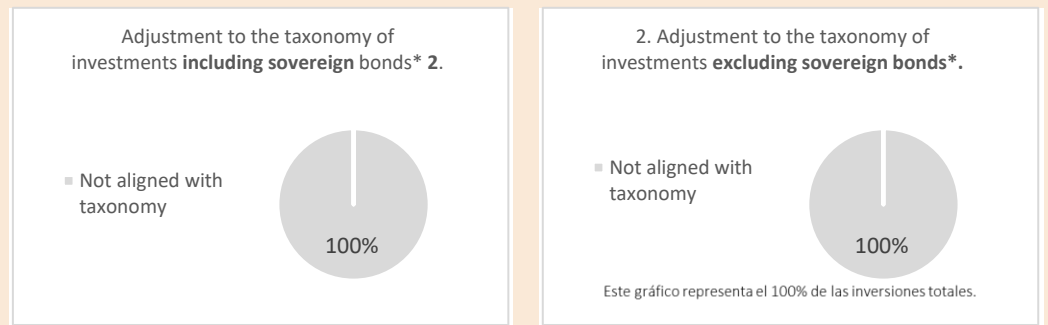 Adjustment to the taxonomy of
investments including sovereign bonds* 2.
Not aligned with
taxonomy
100%
2. Adjustment to the taxonomy of
investments excluding sovereign bonds*.
Not aligned with
taxonomy
100%
Este gráfico representa el 100% de las inversiones totales.